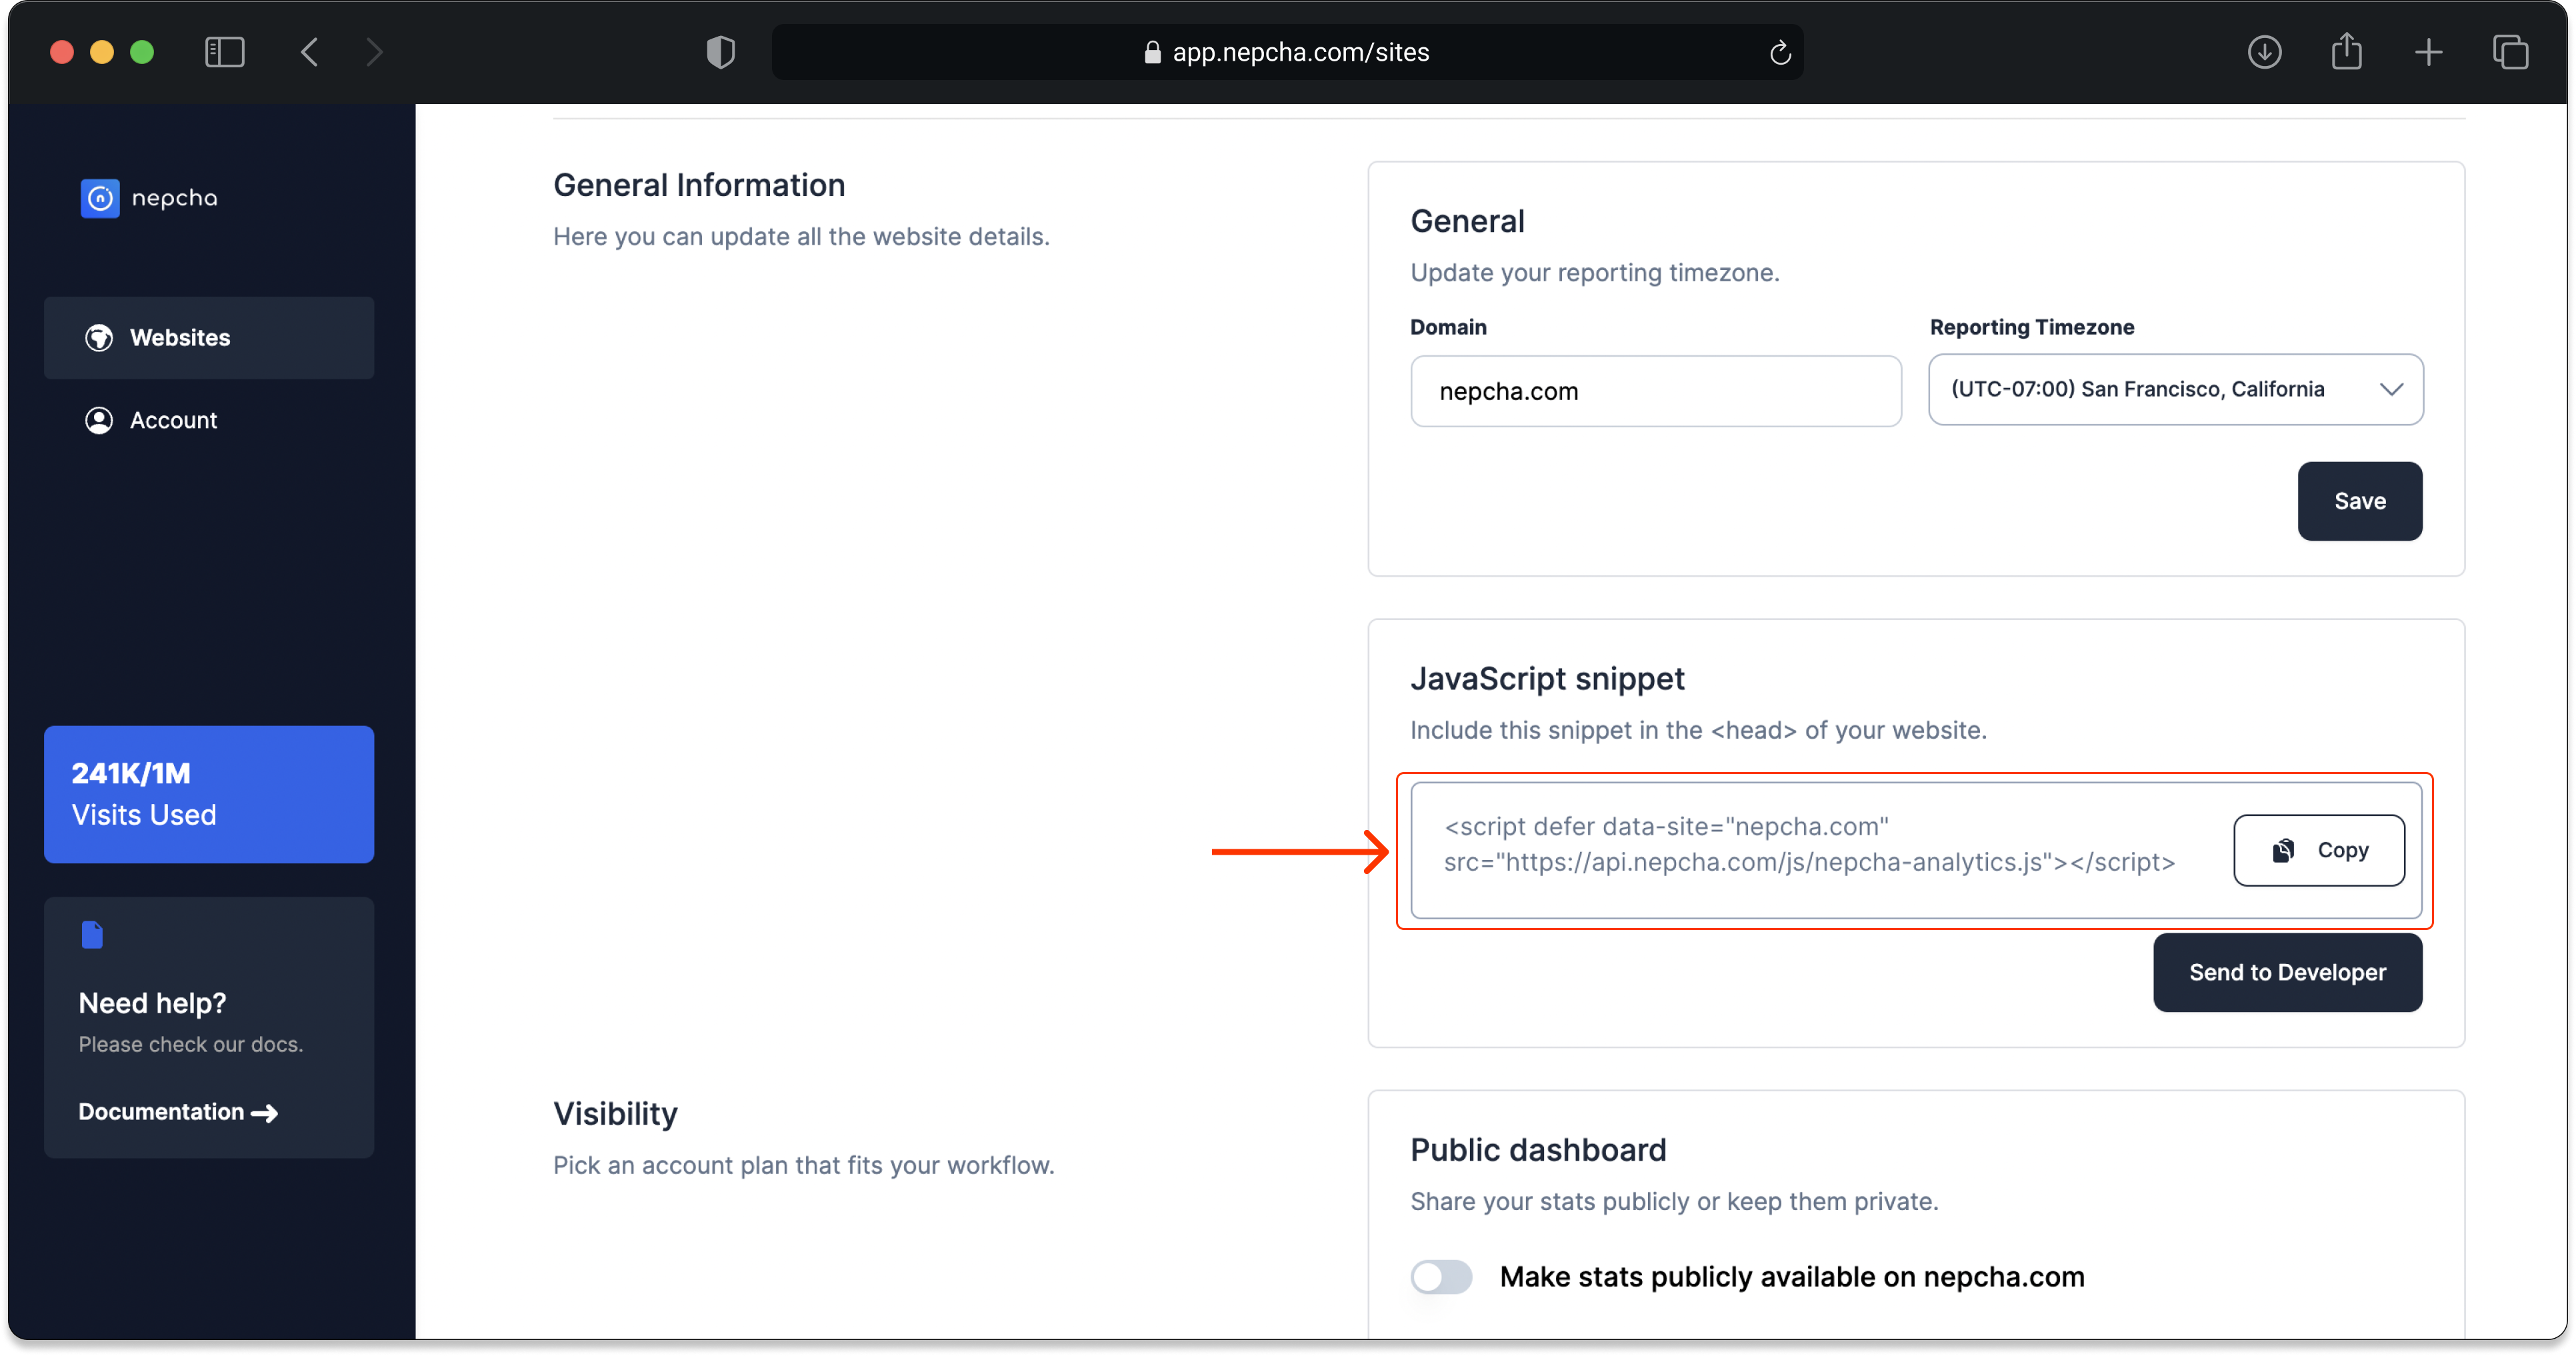 app.nepcha.com/sites
nepcha
Websites
Account
241K/1M
Visits Used
Need help?
Please check our docs.
Documentation
General Information
Here you can update all the website details.
General
Update your reporting timezone.
Domain
Reporting Timezone
nepcha.com
(UTC-07:00) San Francisco, California
Save
JavaScript snippet
Include this snippet in the <head> of your website.
<script defer data-site="nepcha.com"
src="https://api.nepcha.com/js/nepcha-analytics.js"></script>
Copy
Send to Developer
Visibility
Pick an account plan that fits your workflow.
Public dashboard
Share your stats publicly or keep them private.
Make stats publicly available on nepcha.com